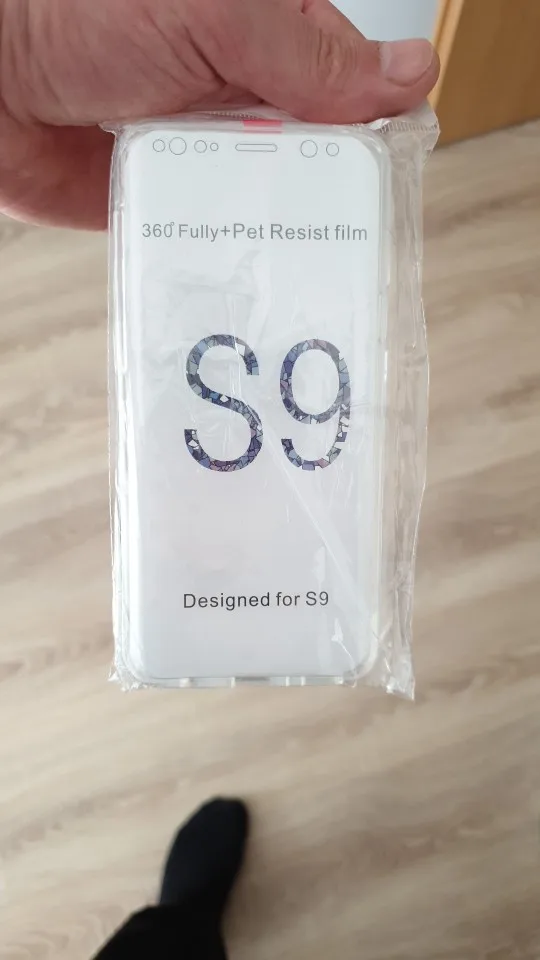 360° Fully+Pet Resist film
S9
Designed for S9